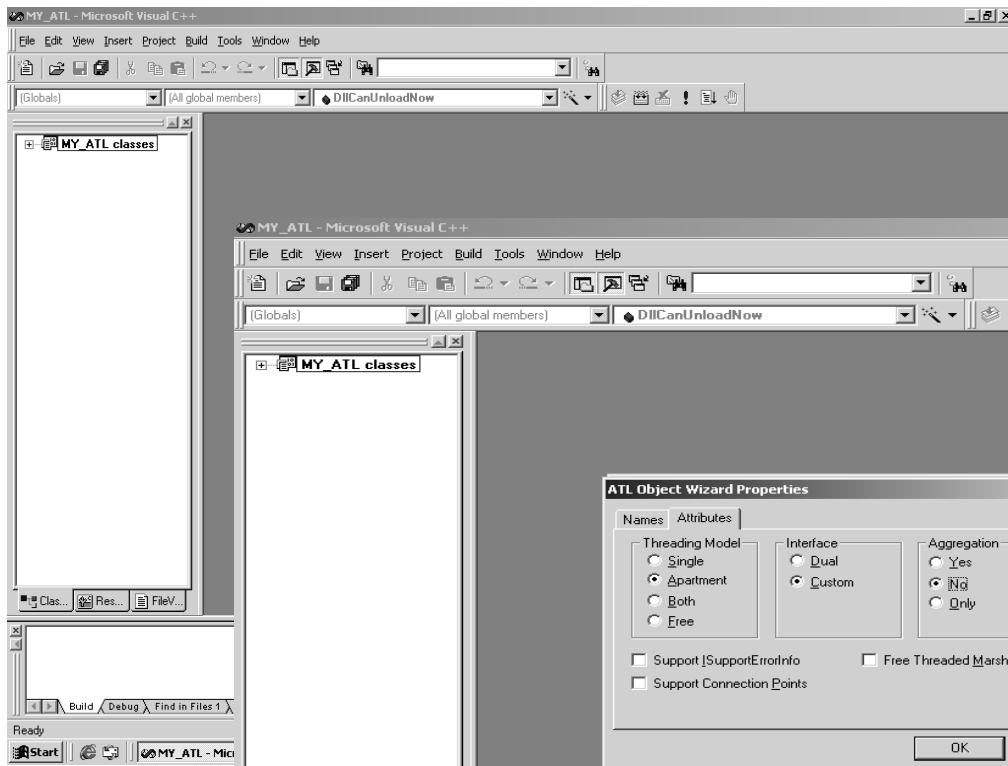 MY_ATL - Microsoft Visual C++
File Edit View Insert Project Build Tools Window Help
(Globals) (All global members) DllCanUnloadNow
MY_ATL classes
MY_ATL - Microsoft Visual C++
File Edit View Insert Project Build Tools Window Help
(Globals) (All global members) DllCanUnloadNow
MY_ATL classes
ATL Object Wizard Properties
Names Attributes
Threading Model
Single
Apartment
Both
Free
Interface
Dual
Custom
Aggregation
Yes
No
Only
Support ISupportErrorInfo
Free Threaded Marsh
Support Connection Points
OK
Clas... Res... FileV...
Build Debug Find in Files 1
Ready
Start MY_ATL - Micr